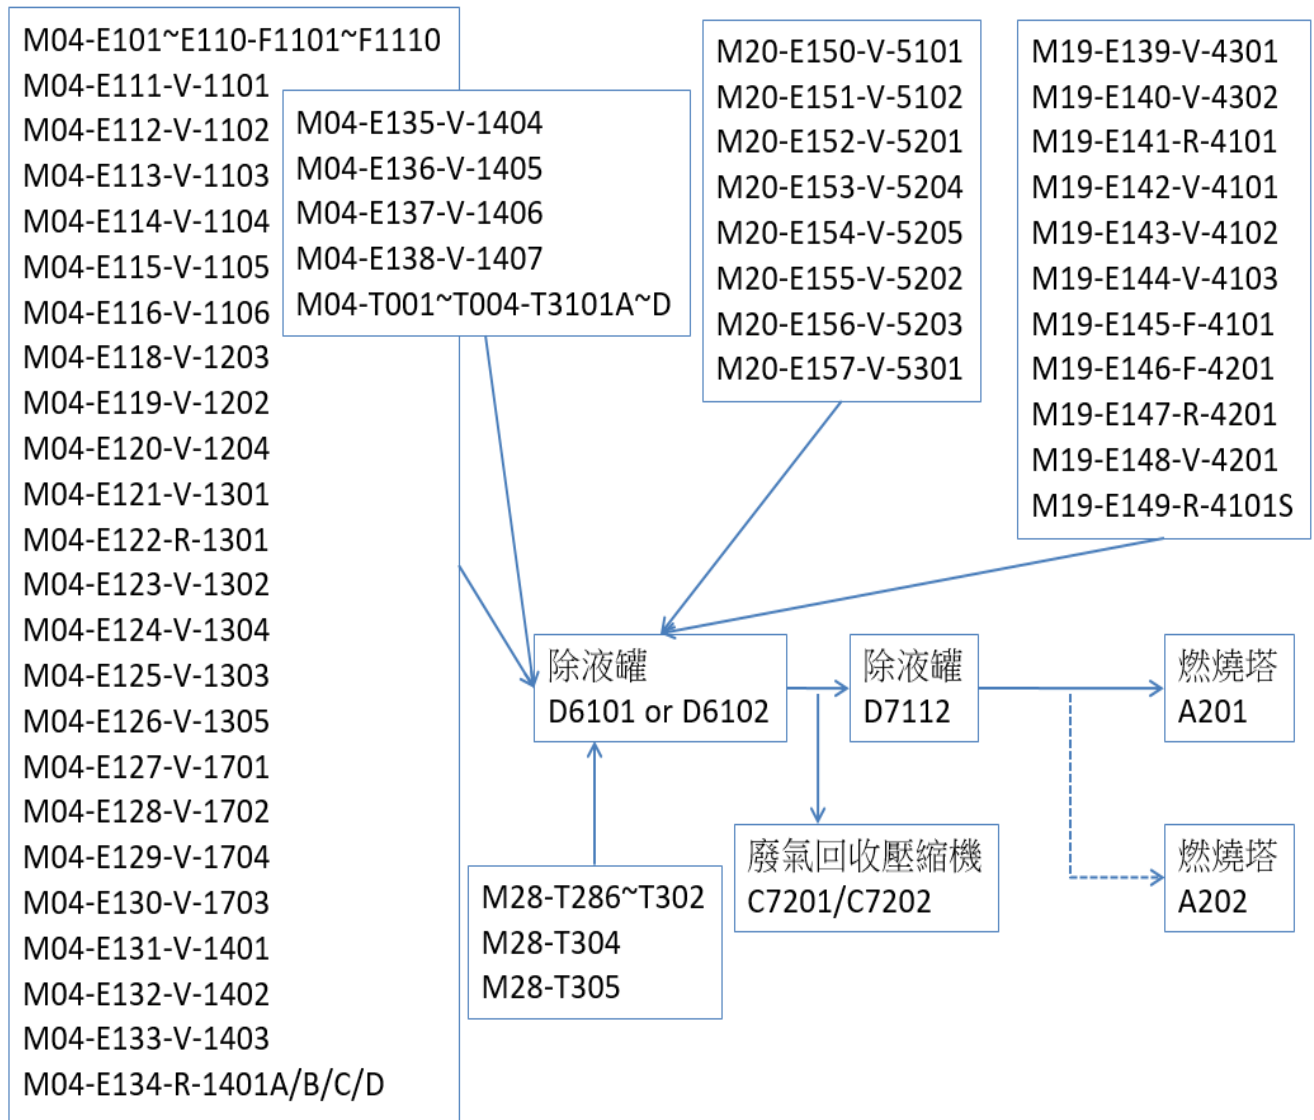 M04-E101~E110-F1101~F1110
M04-E111-V-1101
M04-E112-V-1102
M04-E113-V-1103
M04-E114-V-1104
M04-E115-V-1105
M04-E116-V-1106
M04-E118-V-1203
M04-E119-V-1202
M04-E120-V-1204
M04-E121-V-1301
M04-E122-R-1301
M04-E123-V-1302
M04-E124-V-1304
M04-E125-V-1303
M04-E126-V-1305
M04-E127-V-1701
M04-E128-V-1702
M04-E129-V-1704
M04-E130-V-1703
M04-E131-V-1401
M04-E132-V-1402
M04-E133-V-1403
M04-E134-R-1401A/B/C/D
M04-E135-V-1404
M04-E136-V-1405
M04-E137-V-1406
M04-E138-V-1407
M04-T001~T004-T3101A~D
M20-E150-V-5101
M20-E151-V-5102
M20-E152-V-5201
M20-E153-V-5204
M20-E154-V-5205
M20-E155-V-5202
M20-E156-V-5203
M20-E157-V-5301
M19-E139-V-4301
M19-E140-V-4302
M19-E141-R-4101
M19-E142-V-4101
M19-E143-V-4102
M19-E144-V-4103
M19-E145-F-4101
M19-E146-F-4201
M19-E147-R-4201
M19-E148-V-4201
M19-E149-R-4101S
除液罐
D6101 or D6102
除液罐
D7112
燃燒塔
A201
廢氣回收壓縮機
C7201/C7202
燃燒塔
A202
M28-T286~T302
M28-T304
M28-T305